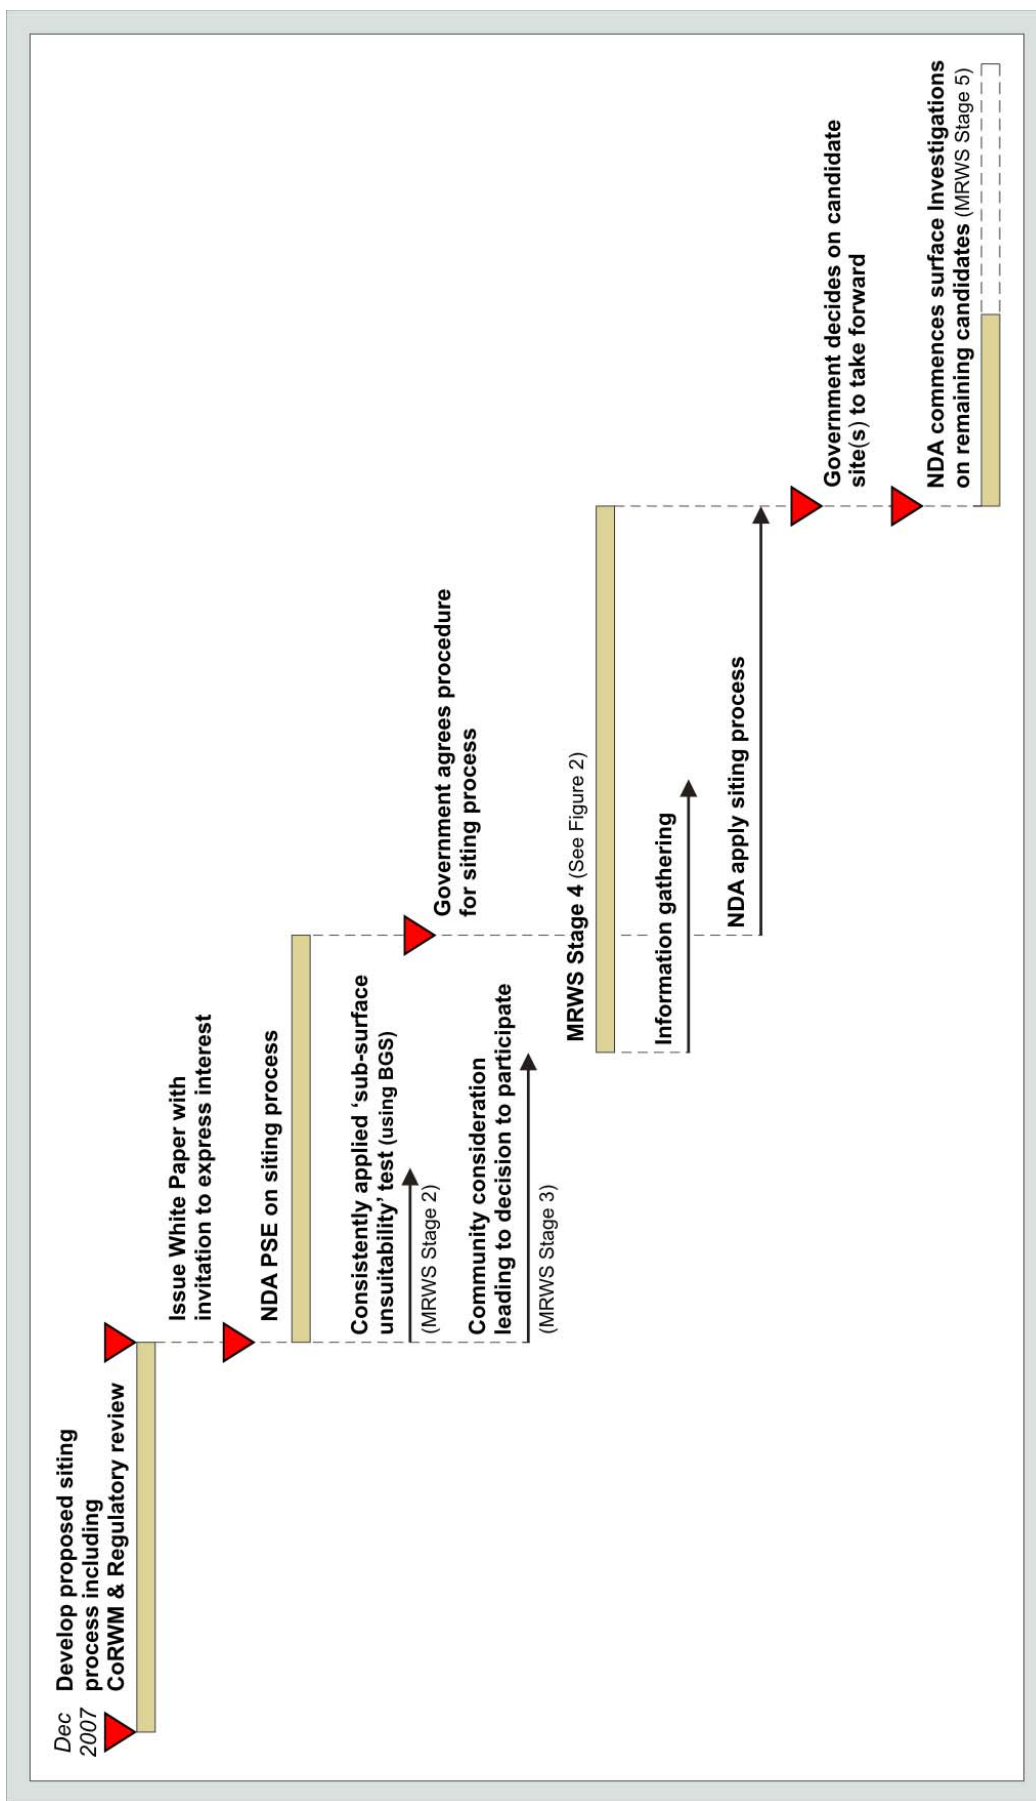 Dec
2007
Develop proposed siting
process including
CoRWM & Regulatory review
Issue White Paper with
invitation to express interest
NDA PSE on siting process
Consistently applied ‘sub-surface
unsuitability’ test (using BGS)
(MRWS Stage 2)
Government agrees procedure
for siting process
Community consideration
leading to decision to participate
(MRWS Stage 3)
MRWS Stage 4 (See Figure 2)
Information gathering
NDA apply siting process
Government decides on candidate
site(s) to take forward
NDA commences surface Investigations
on remaining candidates (MRWS Stage 5)